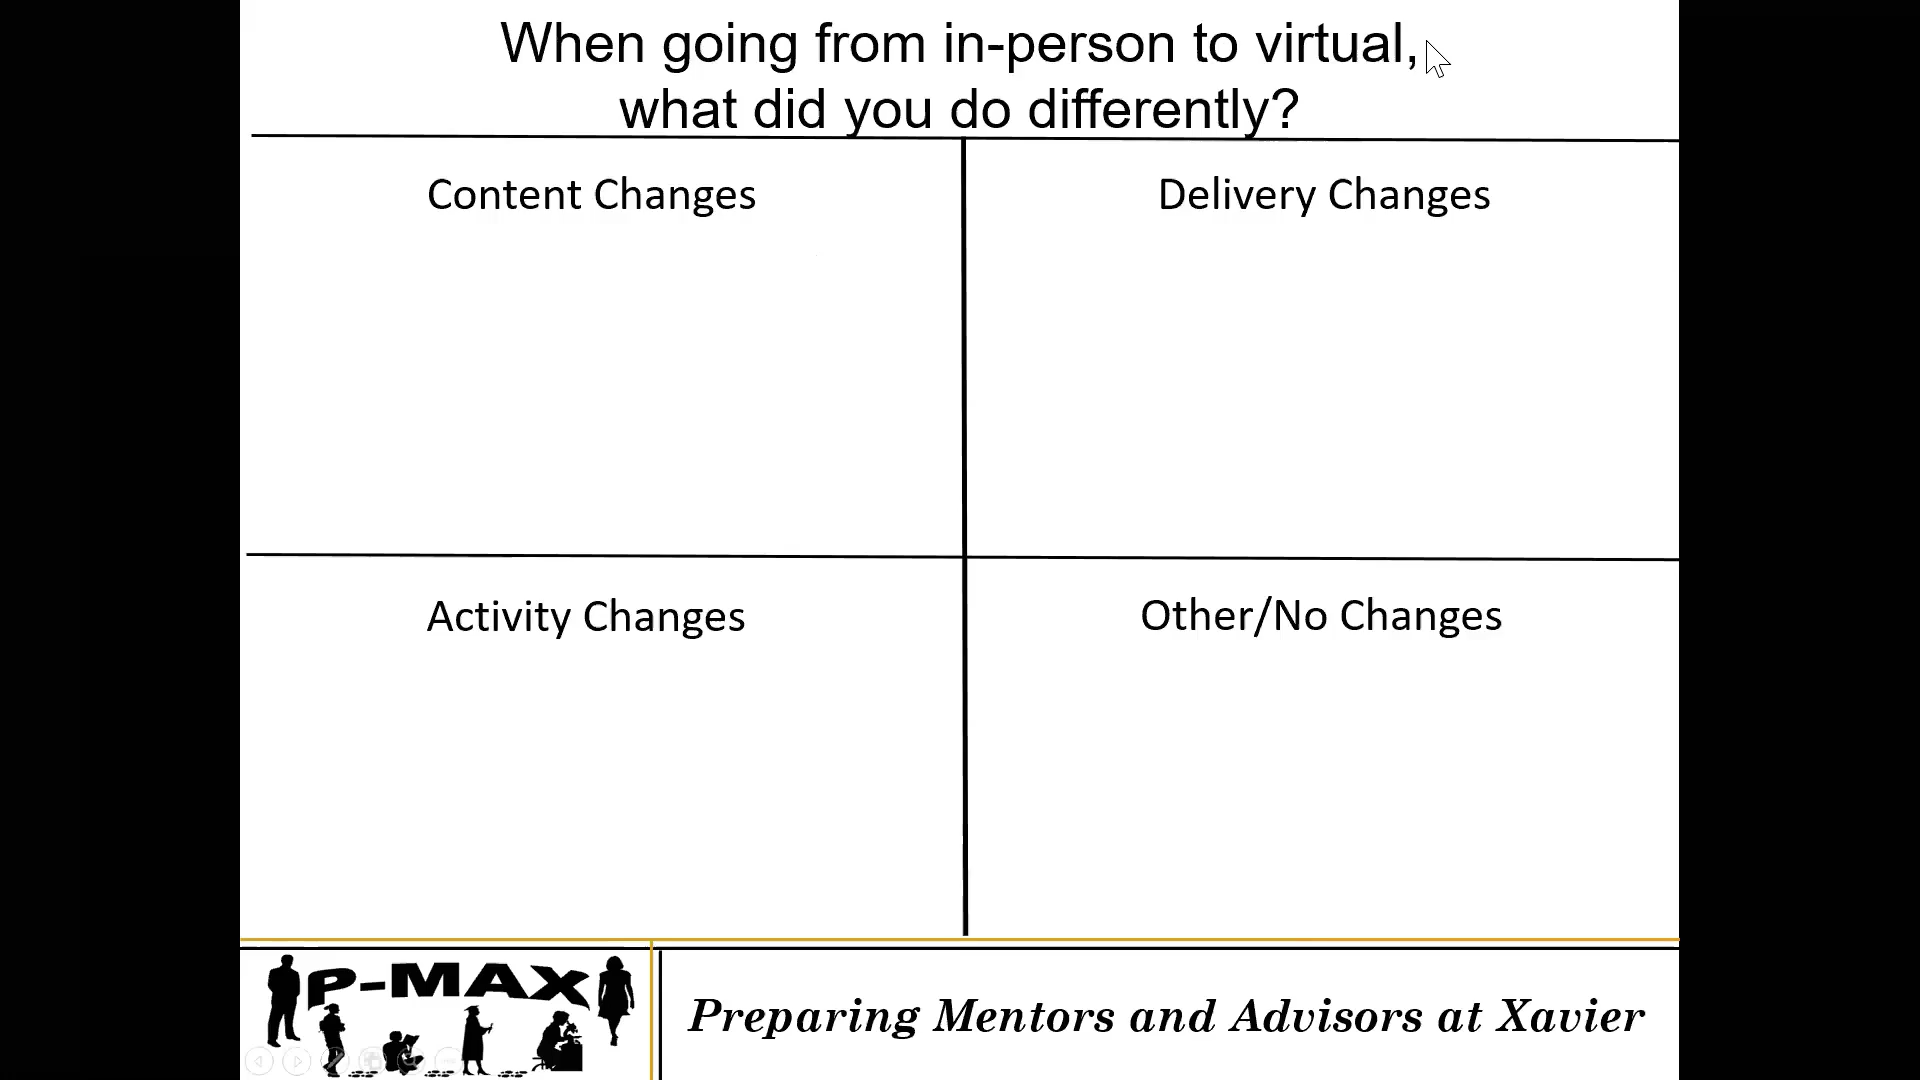 When going from in-person to virtual,
what did you do differently?
Content Changes
Delivery Changes
Activity Changes
Other/No Changes
P-MAX
Preparing Mentors and Advisors at Xavier